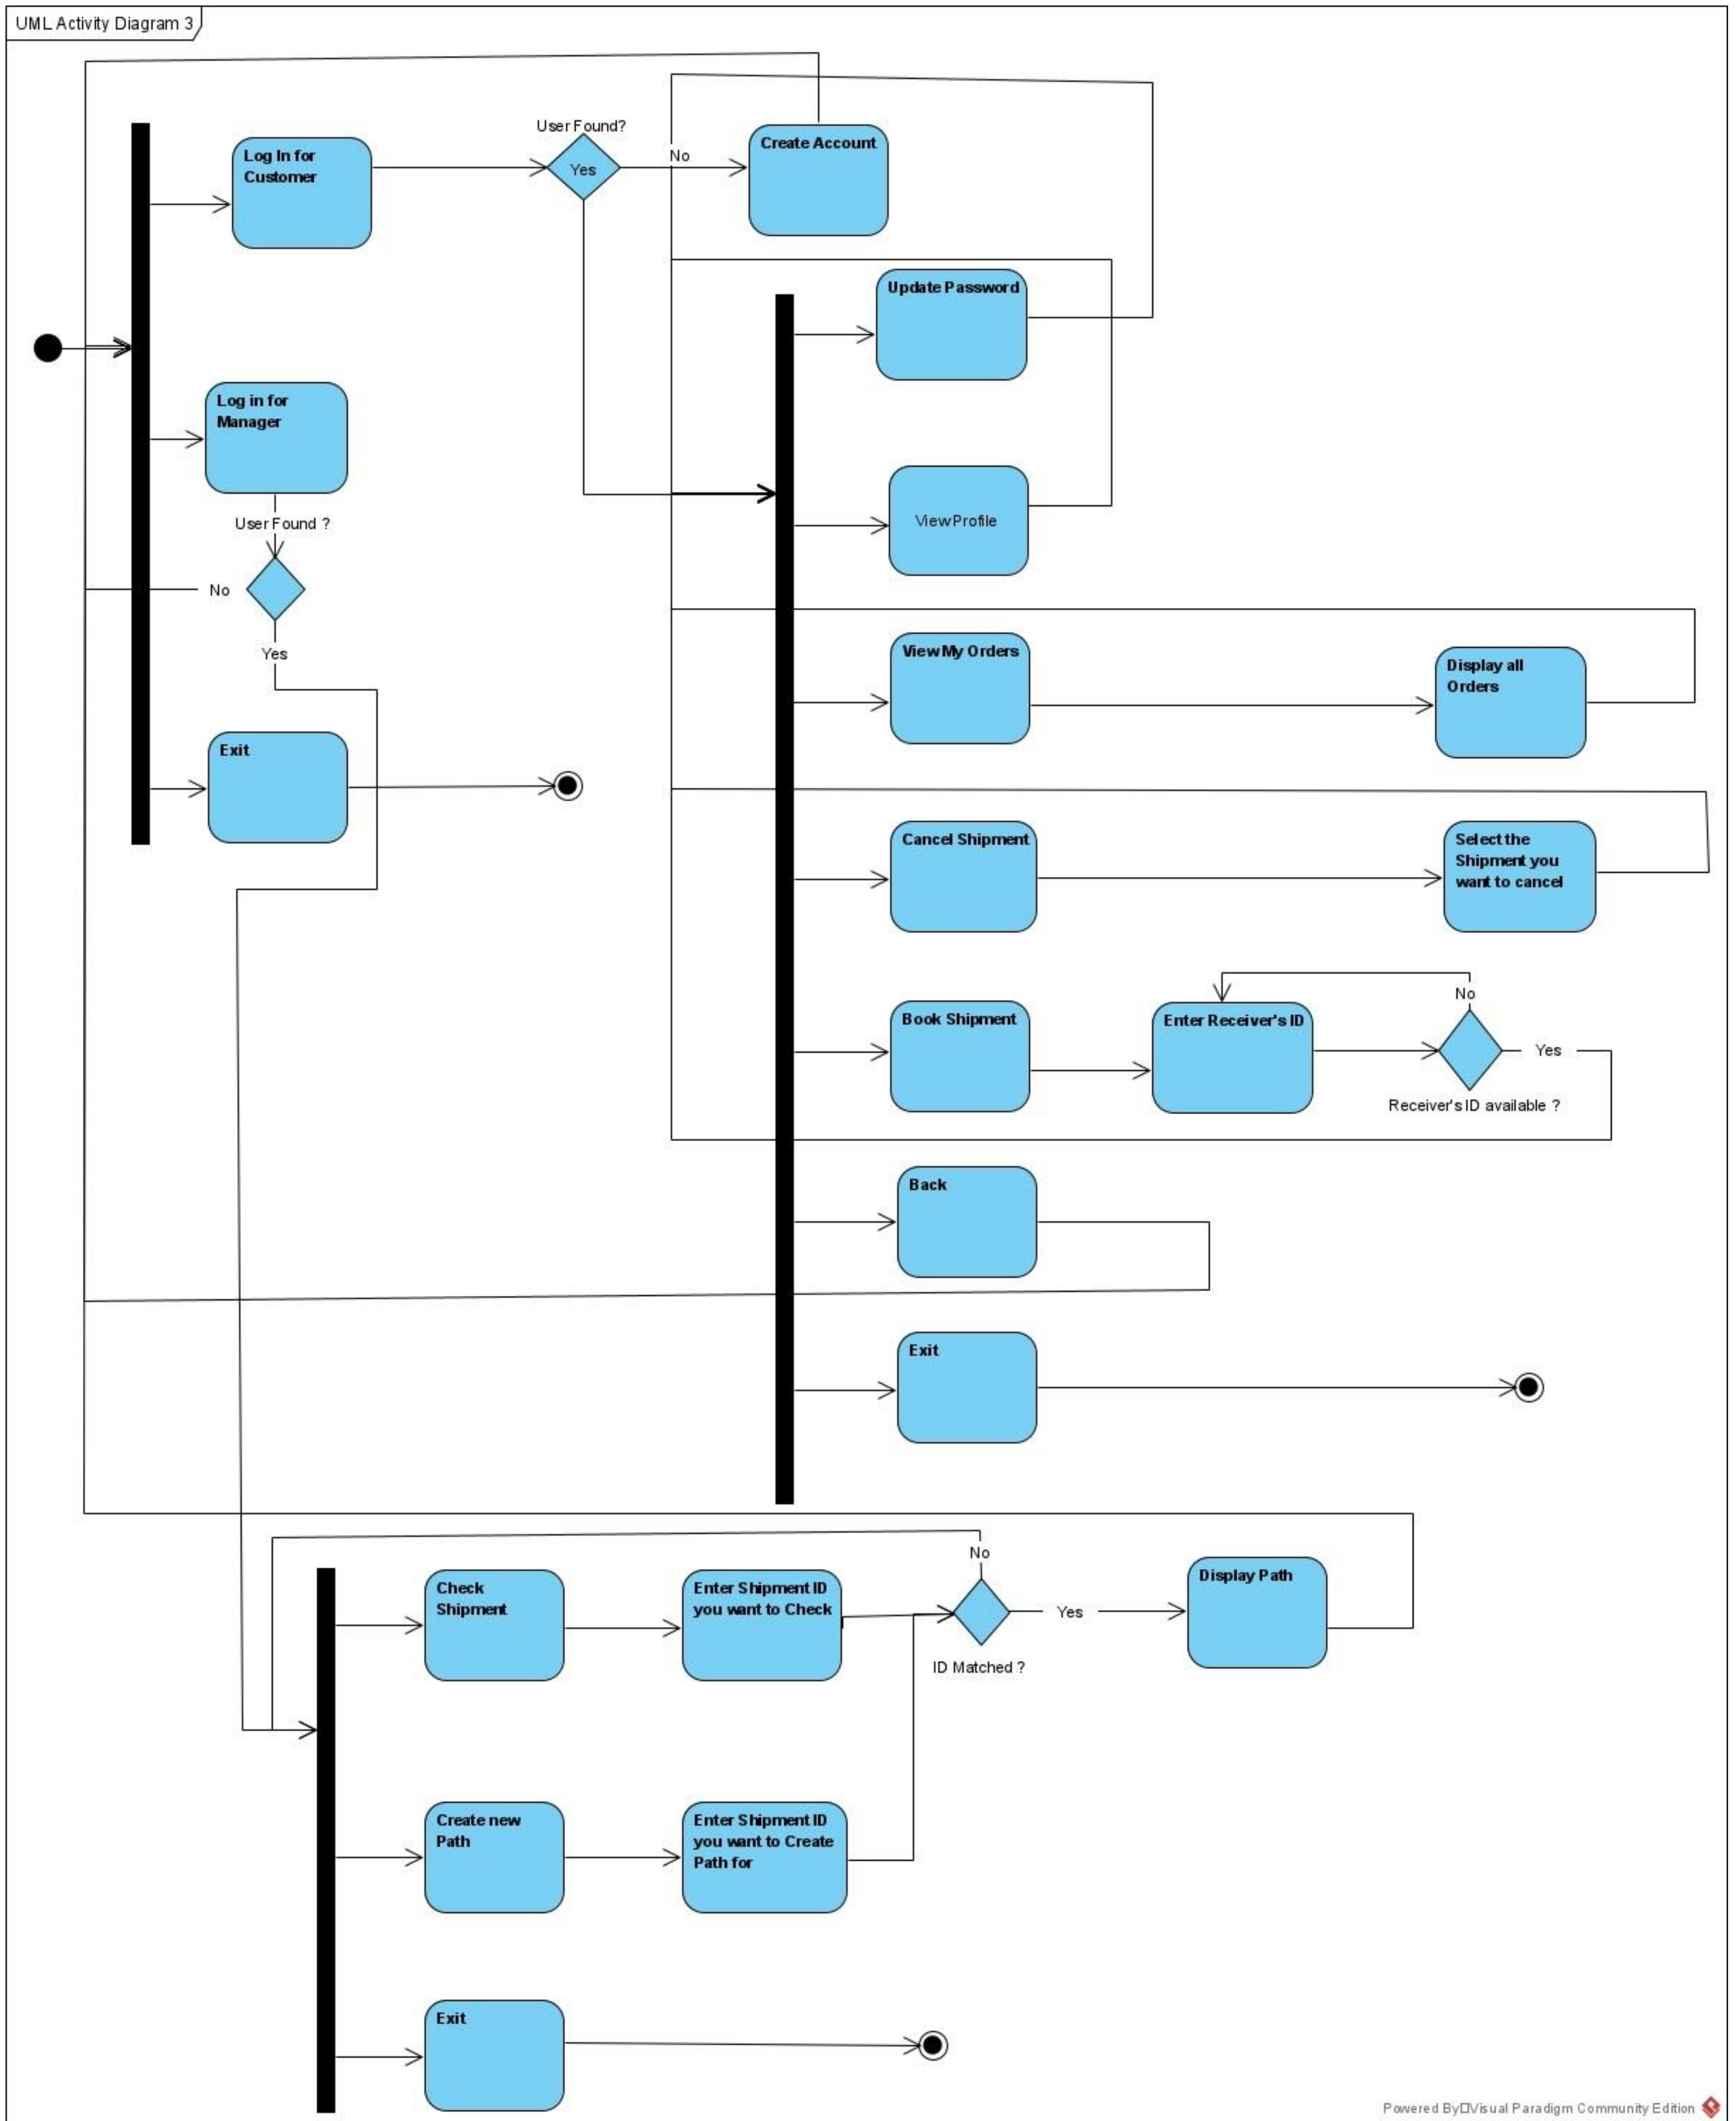 UML Activity Diagram 3
User Found?
Log In for
Customer
Yes
No
Create Account
Update Password
Log in for
Manager
User Found ?
View Profile
No
Yes
View My Orders
Display all
Orders
Exit
Cancel Shipment
Select the
Shipment you
want to cancel
No
Book Shipment
Enter Receiver's ID
Yes
Receiver's ID available ?
Back
Exit
No
Check
Shipment
Enter Shipment ID
you want to Check
Yes
Display Path
ID Matched ?
Create new
Path
Enter Shipment ID
you want to Create
Path for
Exit
Powered By□Visual Paradigm Community Edition